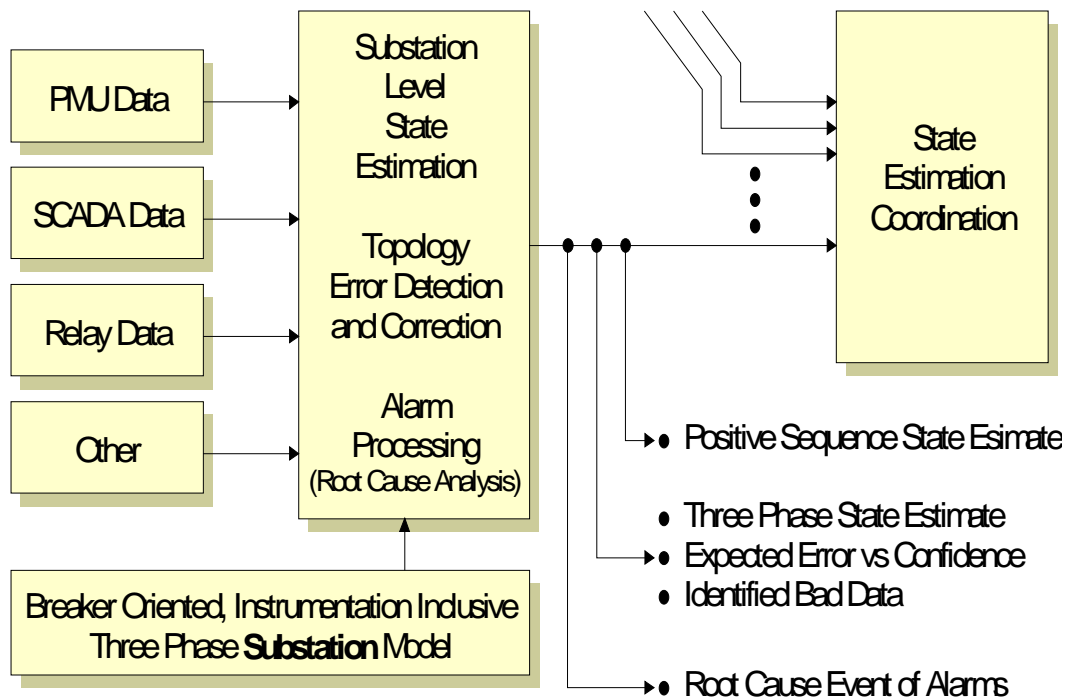 PMU Data
SCADA Data
Relay Data
Other
Substation
Level
State
Estimation
Topology
Error Detection
and Correction
Alarm
Processing
(Root Cause Analysis)
Breaker Oriented, Instrumentation Inclusive
Three Phase Substation Model
State
Estimation
Coordination
• Positive Sequence State Esimate
• Three Phase State Estimate
• Expected Error vs Confidence
• Identified Bad Data
• Root Cause Event of Alarms